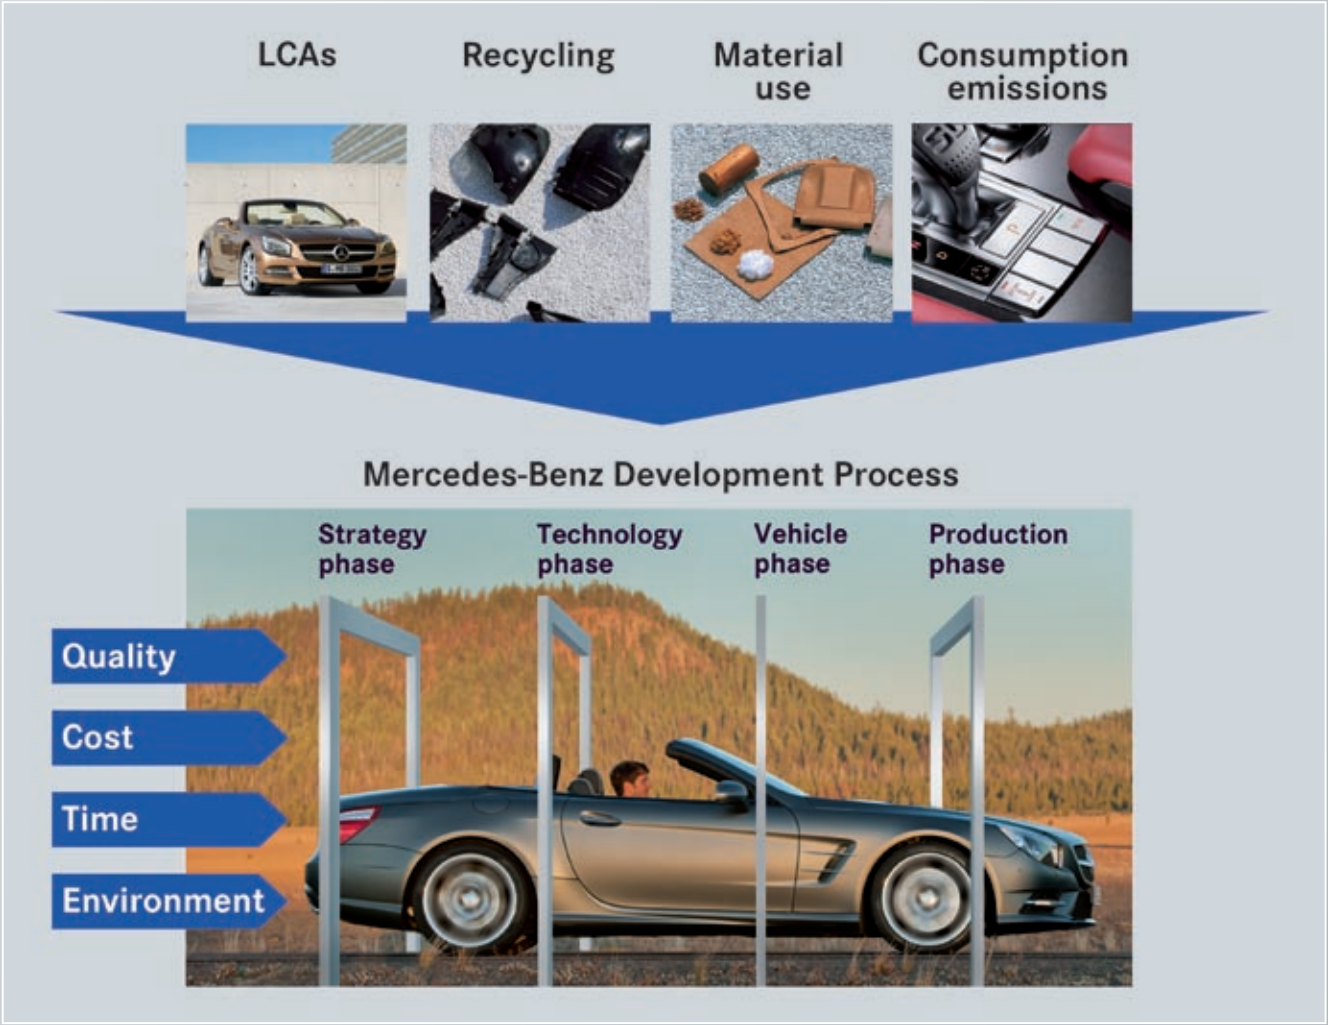 LCAs
Recycling
Material
use
Consumption
emissions
Mercedes-Benz Development Process
Strategy
phase
Technology
phase
Vehicle
phase
Production
phase
Quality
Cost
Time
Environment